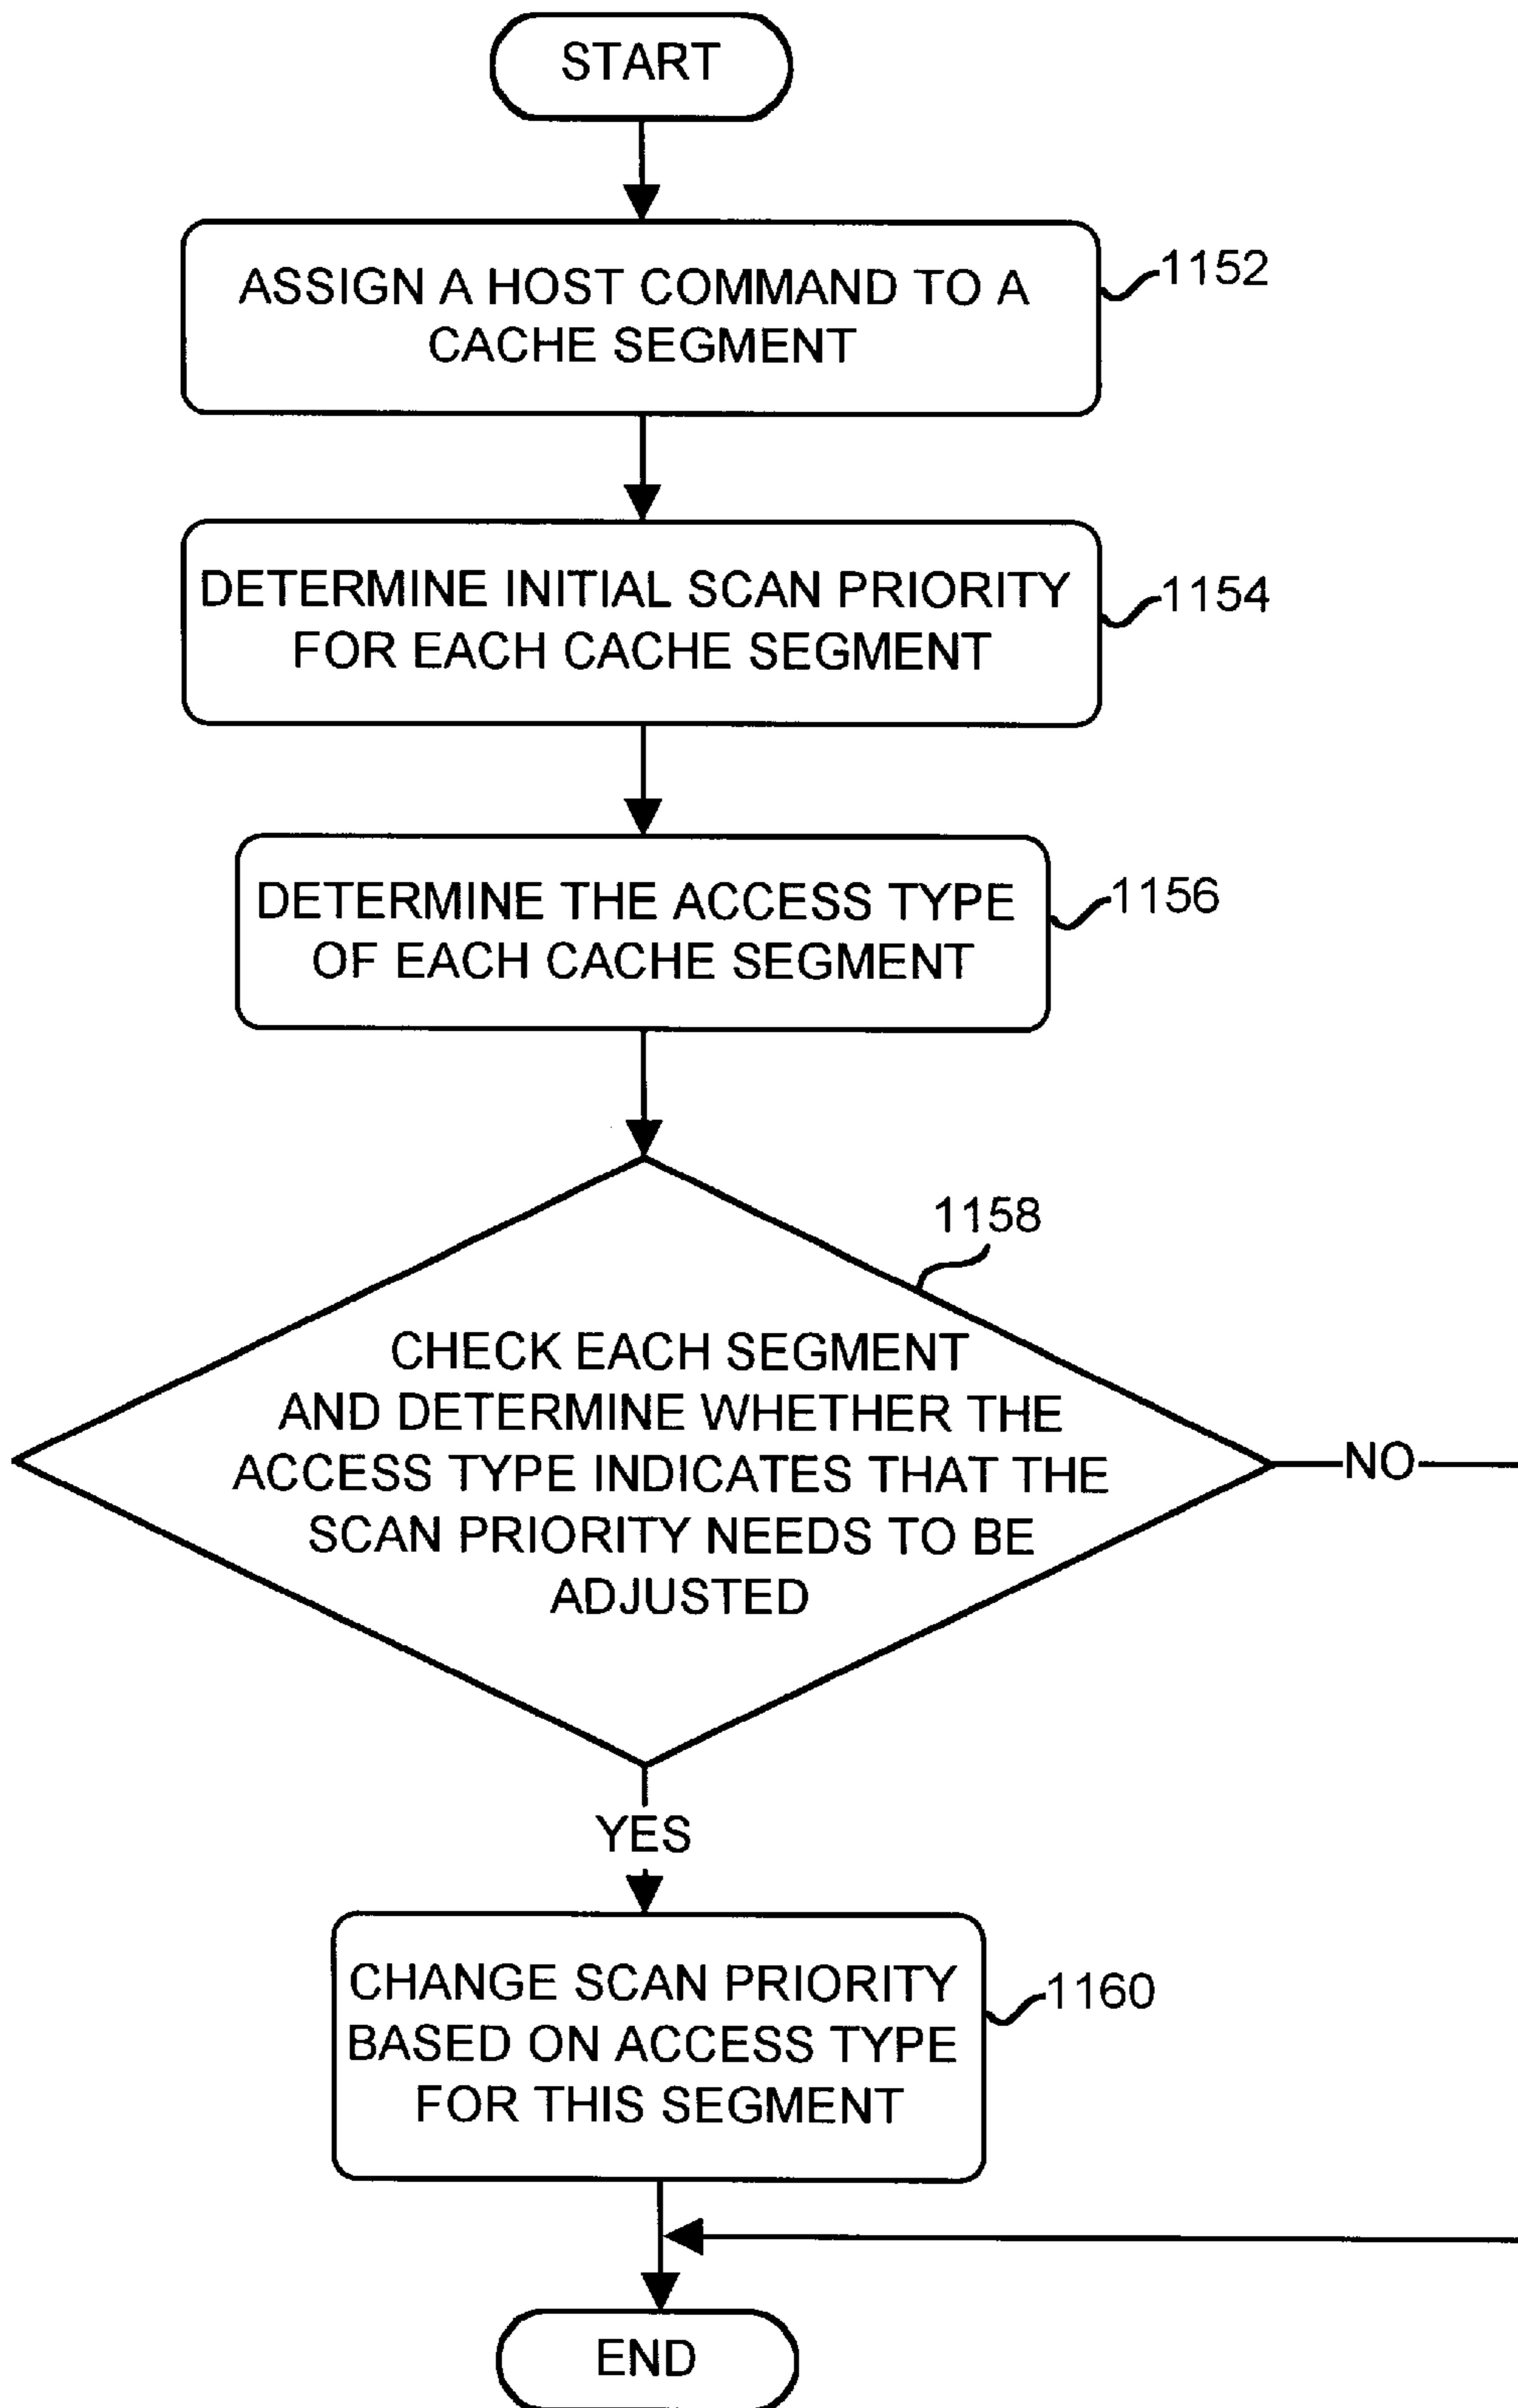 START
ASSIGN A HOST COMMAND TO A
CACHE SEGMENT
1152
DETERMINE INITIAL SCAN PRIORITY
FOR EACH CACHE SEGMENT
1154
DETERMINE THE ACCESS TYPE
OF EACH CACHE SEGMENT
1156
1158
CHECK EACH SEGMENT
AND DETERMINE WHETHER THE
ACCESS TYPE INDICATES THAT THE
SCAN PRIORITY NEEDS TO BE
ADJUSTED
NO
YES
CHANGE SCAN PRIORITY
BASED ON ACCESS TYPE
FOR THIS SEGMENT
1160
END